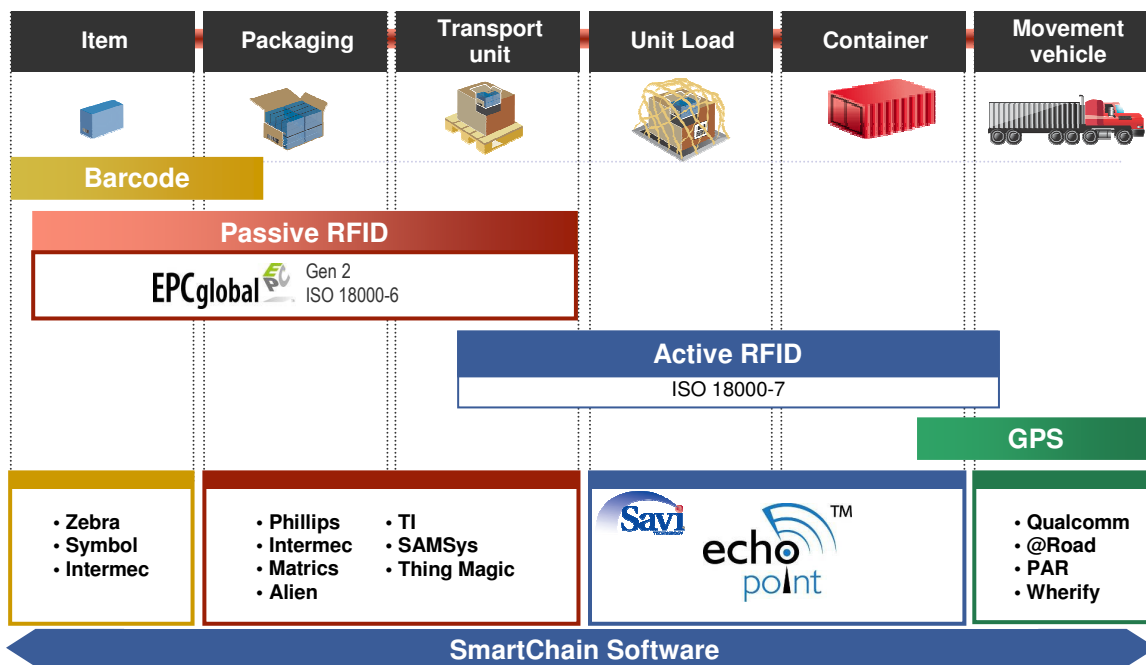 Item
Packaging
Transport
unit
Unit Load
Container
Movement
vehicle
Barcode
Passive RFID
EPCglobal
EPC
Gen 2
ISO 18000-6
Active RFID
ISO 18000-7
GPS
• Zebra
• Symbol
• Intermec
• Phillips
• Intermec
• Matrics
• Alien
• TI
• SAMSys
• Thing Magic
Savi
TECHNOLOGY
echo
point
TM
• Qualcomm
• @Road
• PAR
• Wherify
SmartChain Software